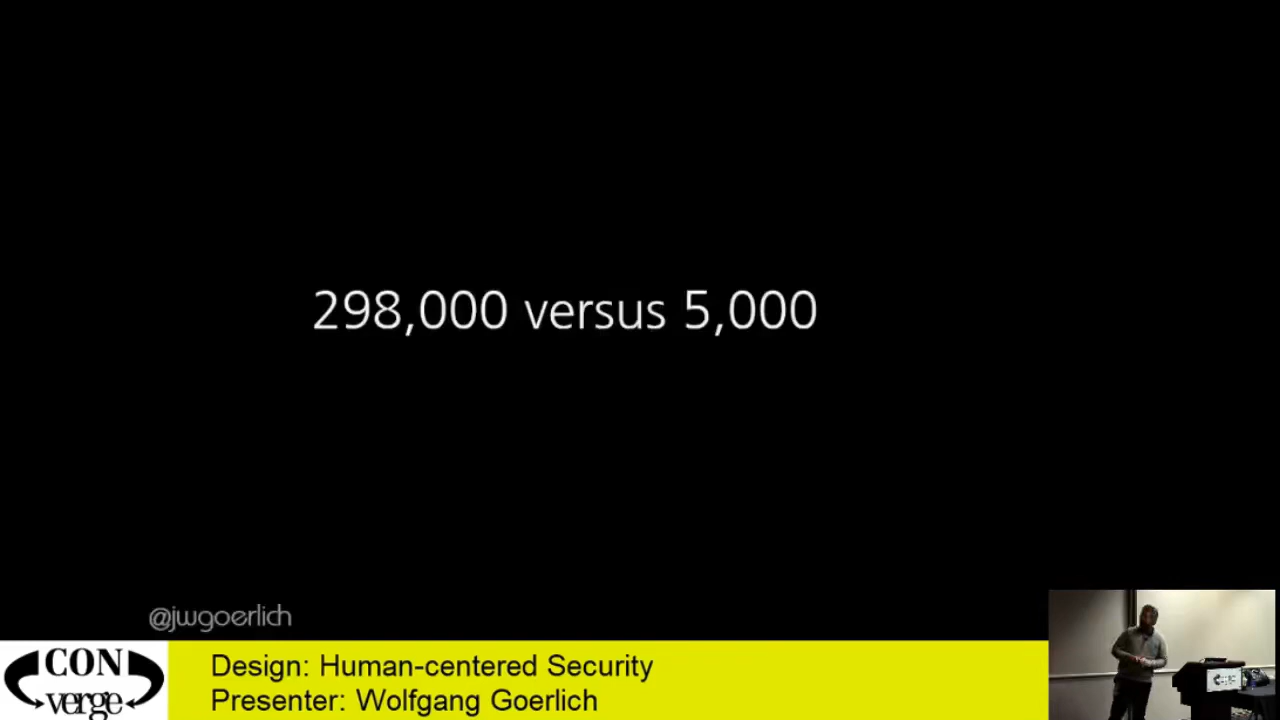 298,000 versus 5,000
@jwgoerlich
CON
verge
Design: Human-centered Security
Presenter: Wolfgang Goerlich